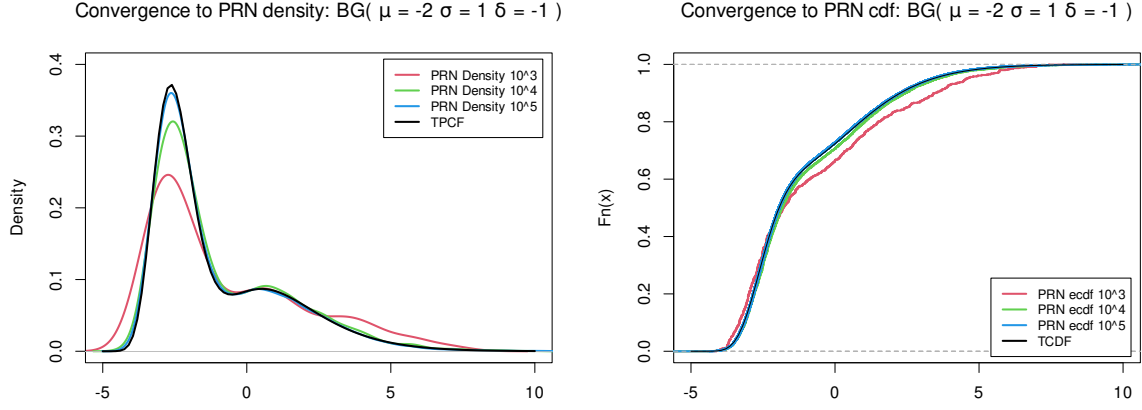 Convergence to PRN density: BG( μ = -2 σ = 1 δ = -1 )
Density
0.4
0.3
0.2
0.1
0.0
PRN Density 10^3
PRN Density 10^4
PRN Density 10^5
TPCF
-5
0
5
10
Convergence to PRN cdf: BG( μ = -2 σ = 1 δ = -1 )
Fn(x)
1.0
0.8
0.6
0.4
0.2
0.0
PRN ecdf 10^3
PRN ecdf 10^4
PRN ecdf 10^5
TCDF
-5
0
5
10